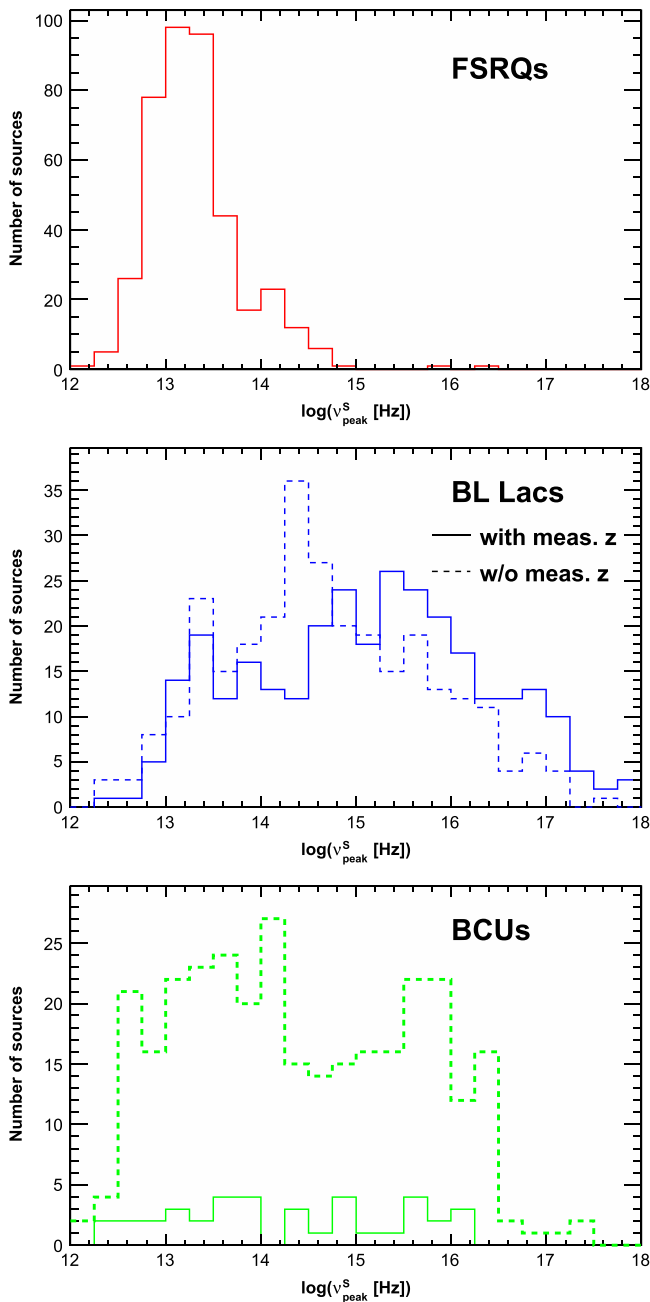 FSRQs
Number of sources
100
80
60
40
20
0
12 13 14 15 16 17 18
log(ν^S_peak [Hz])
BL Lacs
with meas. z
w/o meas. z
Number of sources
35
30
25
20
15
10
5
0
12 13 14 15 16 17 18
log(ν^S_peak [Hz])
BCUs
Number of sources
25
20
15
10
5
0
12 13 14 15 16 17 18
log(ν^S_peak [Hz])